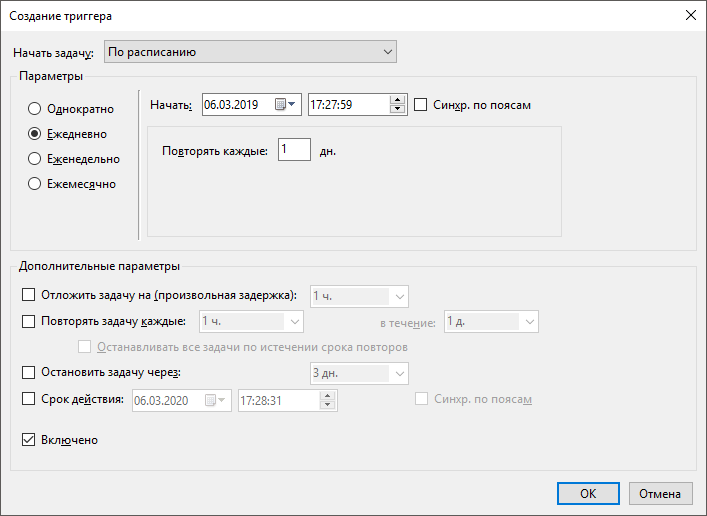 Создание триггера
Начать задачу: По расписанию
Параметры
Однократно
Ежедневно
Еженедельно
Ежемесячно
Начать: 06.03.2019 17:27:59 Синхр. по поясам
Повторять каждые: 1 дн.
Дополнительные параметры
Отложить задачу на (произвольная задержка): 1 ч.
Повторять задачу каждые: 1 ч. в течение: 1 д.
Останавливать все задачи по истечении срока повторов
Остановить задачу через: 3 дн.
Срок действия: 06.03.2020 17:28:31 Синхр. по поясам
Включено
ОК Отмена